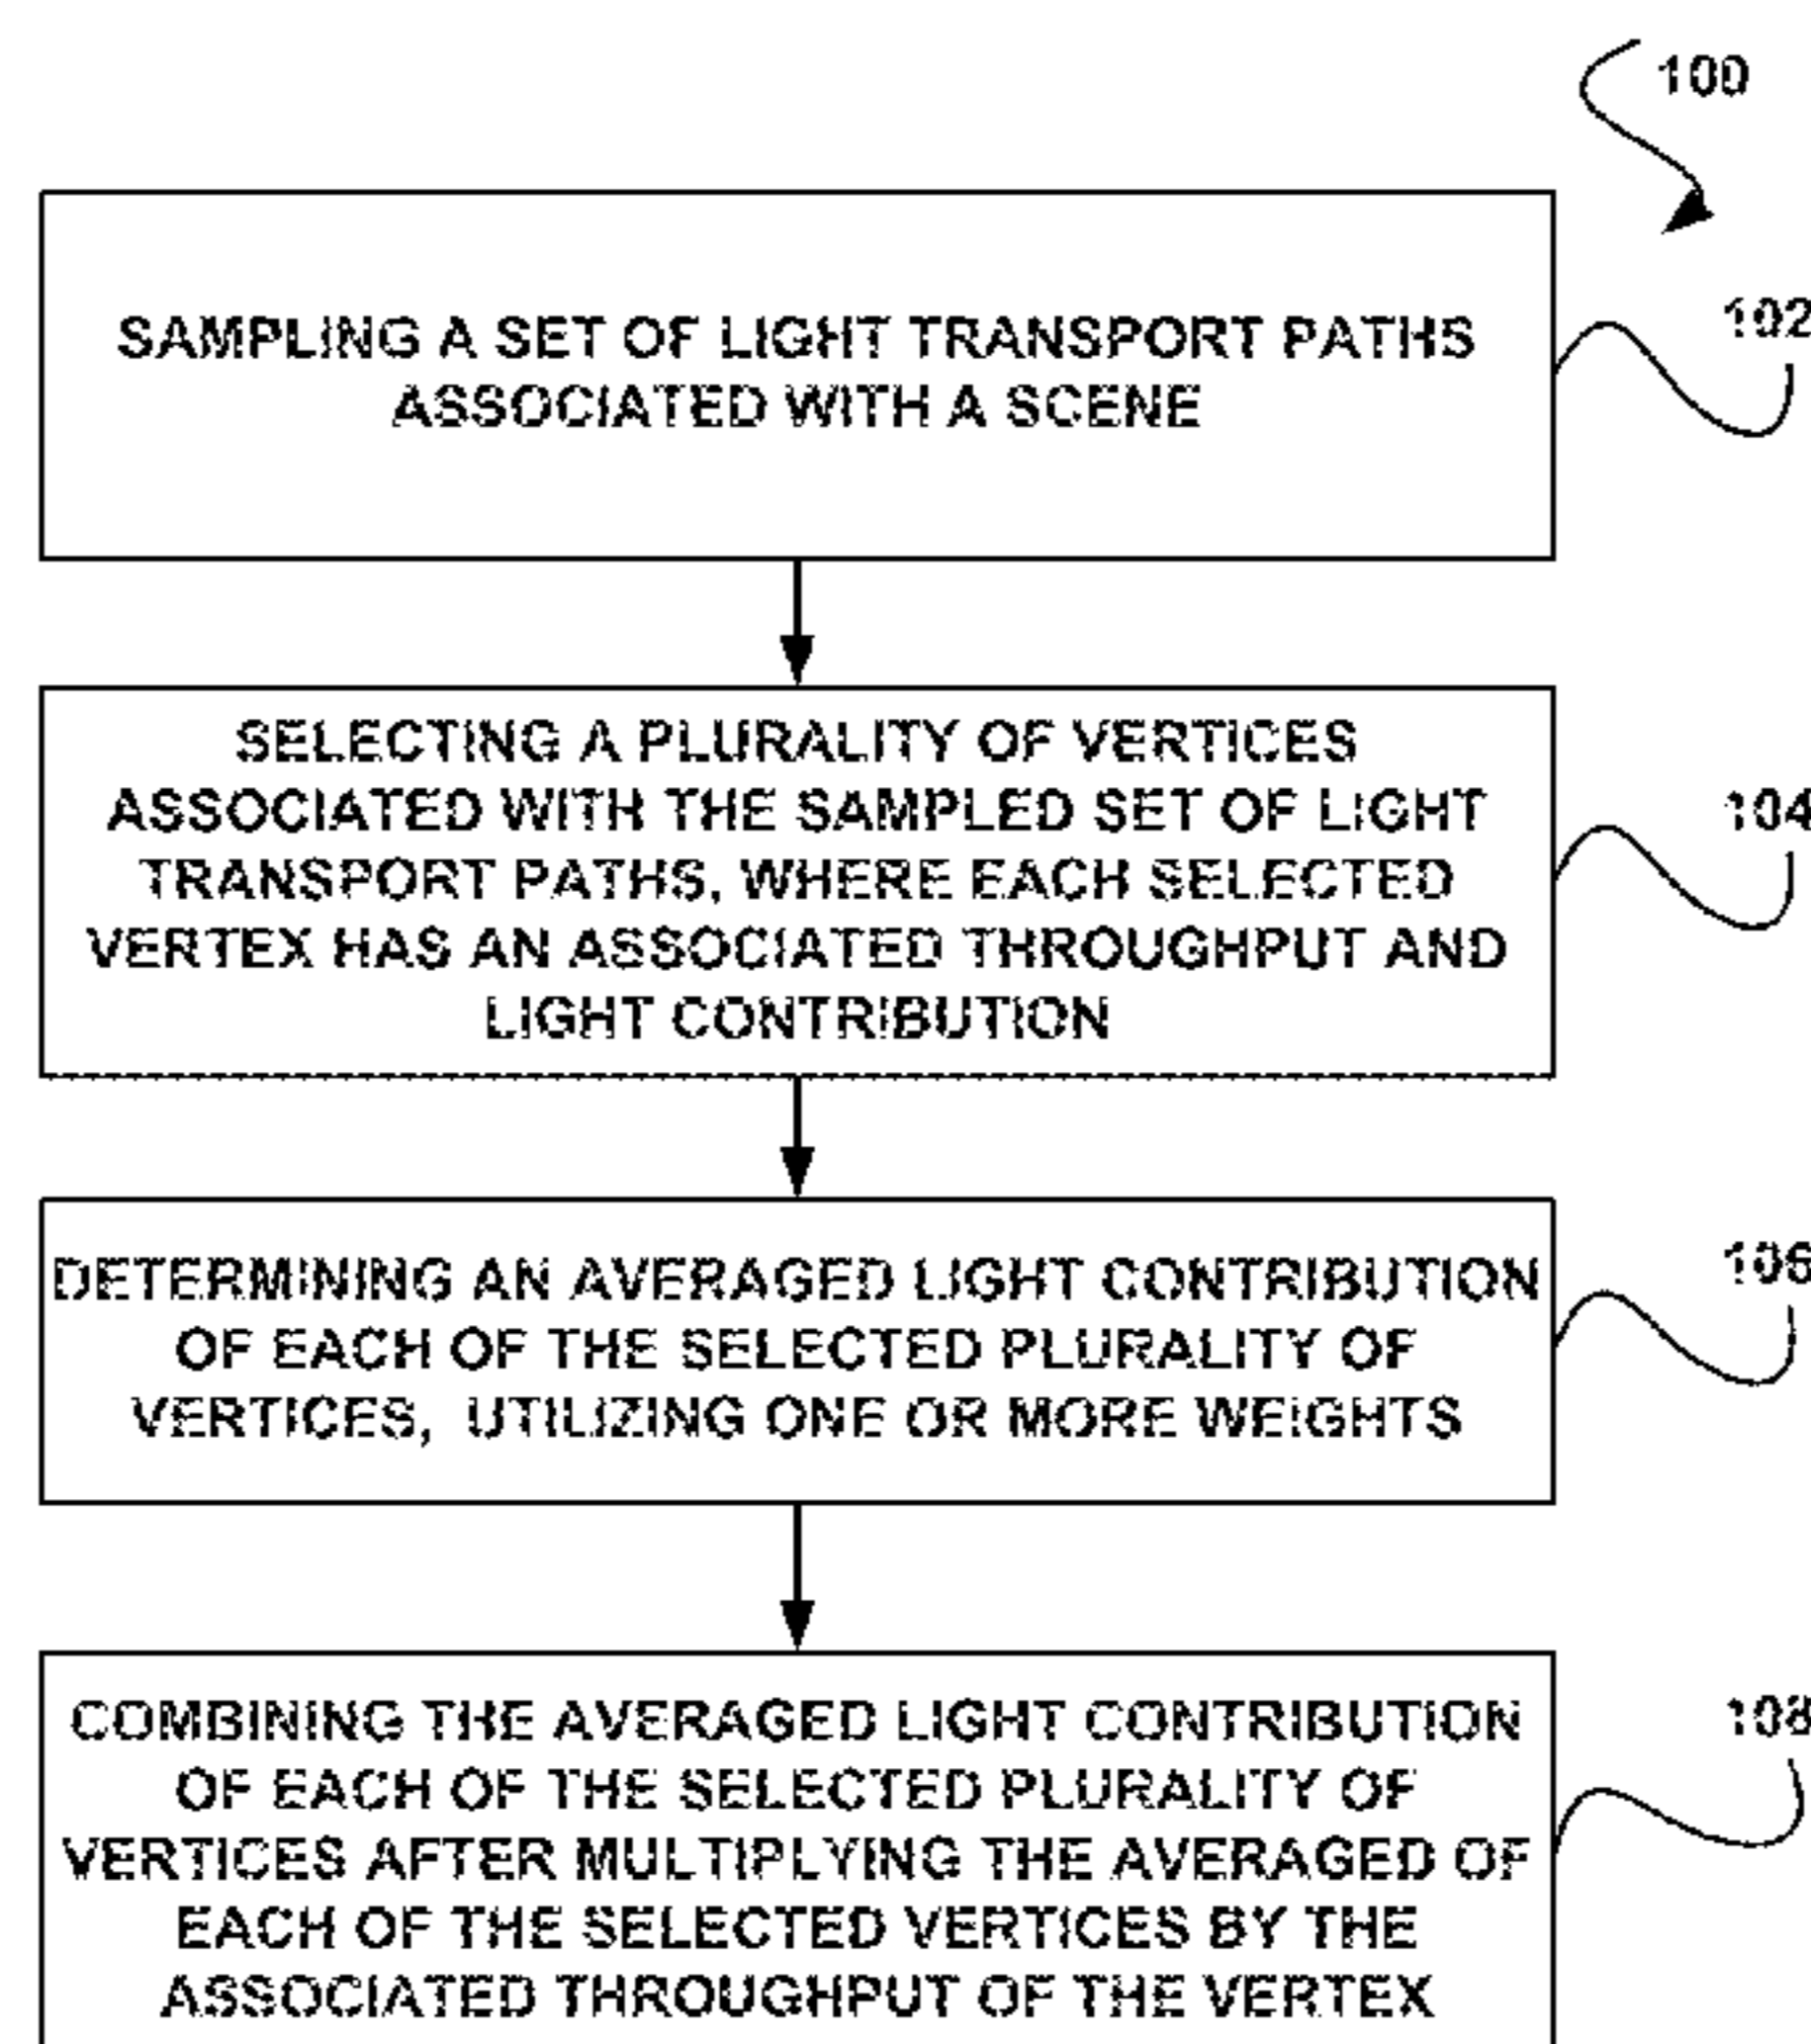 100
SAMPLING A SET OF LIGHT TRANSPORT PATHS
ASSOCIATED WITH A SCENE
102
SELECTING A PLURALITY OF VERTICES
ASSOCIATED WITH THE SAMPLED SET OF LIGHT
TRANSPORT PATHS, WHERE EACH SELECTED
VERTEX HAS AN ASSOCIATED THROUGHPUT AND
LIGHT CONTRIBUTION
104
DETERMINING AN AVERAGED LIGHT CONTRIBUTION
OF EACH OF THE SELECTED PLURALITY OF
VERTICES, UTILIZING ONE OR MORE WEIGHTS
106
COMBINING THE AVERAGED LIGHT CONTRIBUTION
OF EACH OF THE SELECTED PLURALITY OF
VERTICES AFTER MULTIPLYING THE AVERAGED OF
EACH OF THE SELECTED VERTICES BY THE
ASSOCIATED THROUGHPUT OF THE VERTEX
108